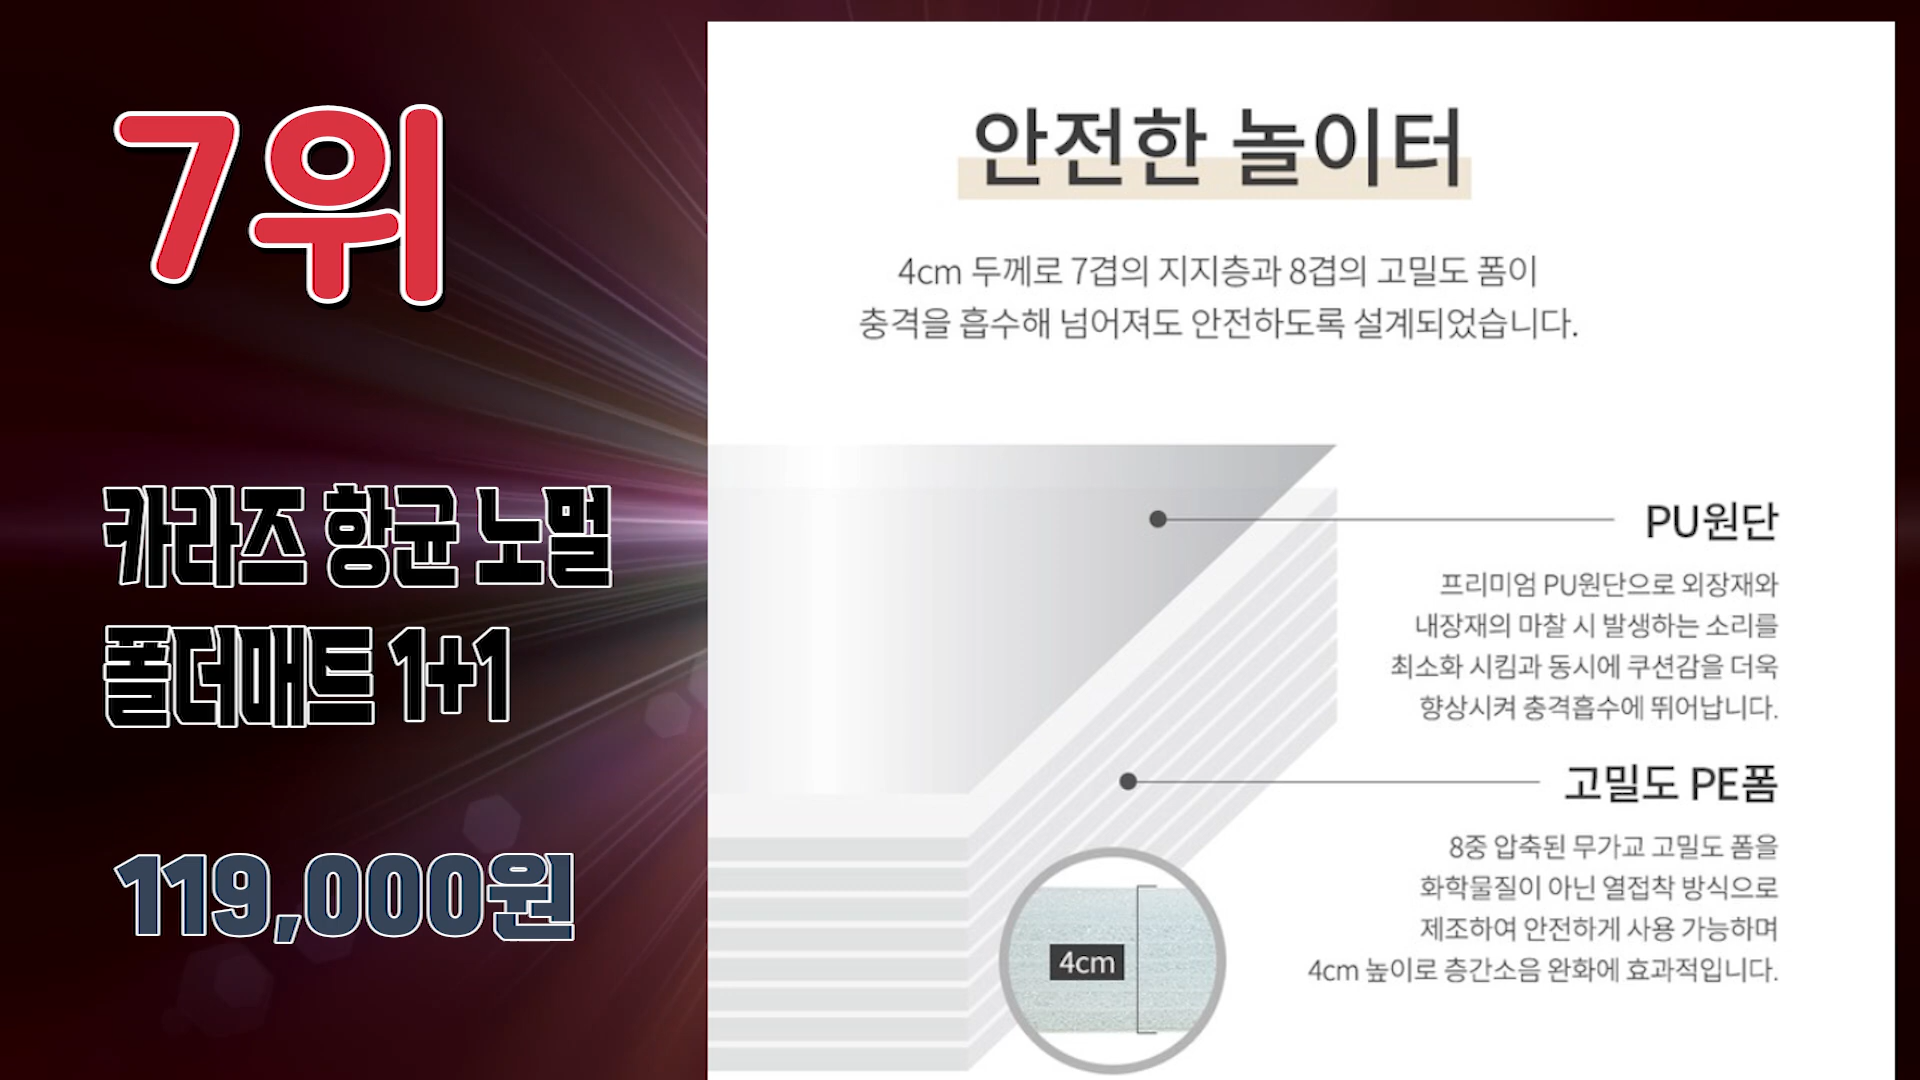 7위
카라즈 항균 노멀
폴더매트 1+1
119,000원
안전한 놀이터
4cm 두께로 7겹의 지지층과 8겹의 고밀도 폼이
충격을 흡수해 넘어져도 안전하도록 설계되었습니다.
PU원단
프리미엄 PU원단으로 외장재와
내장재의 마찰 시 발생하는 소리를
최소화 시킴과 동시에 쿠션감을 더욱
향상시켜 충격흡수에 뛰어납니다.
고밀도 PE폼
8중 압축된 무가교 고밀도 폼을
화학물질이 아닌 열접착 방식으로
제조하여 안전하게 사용 가능하며
4cm 높이로 층간소음 완화에 효과적입니다.
4cm